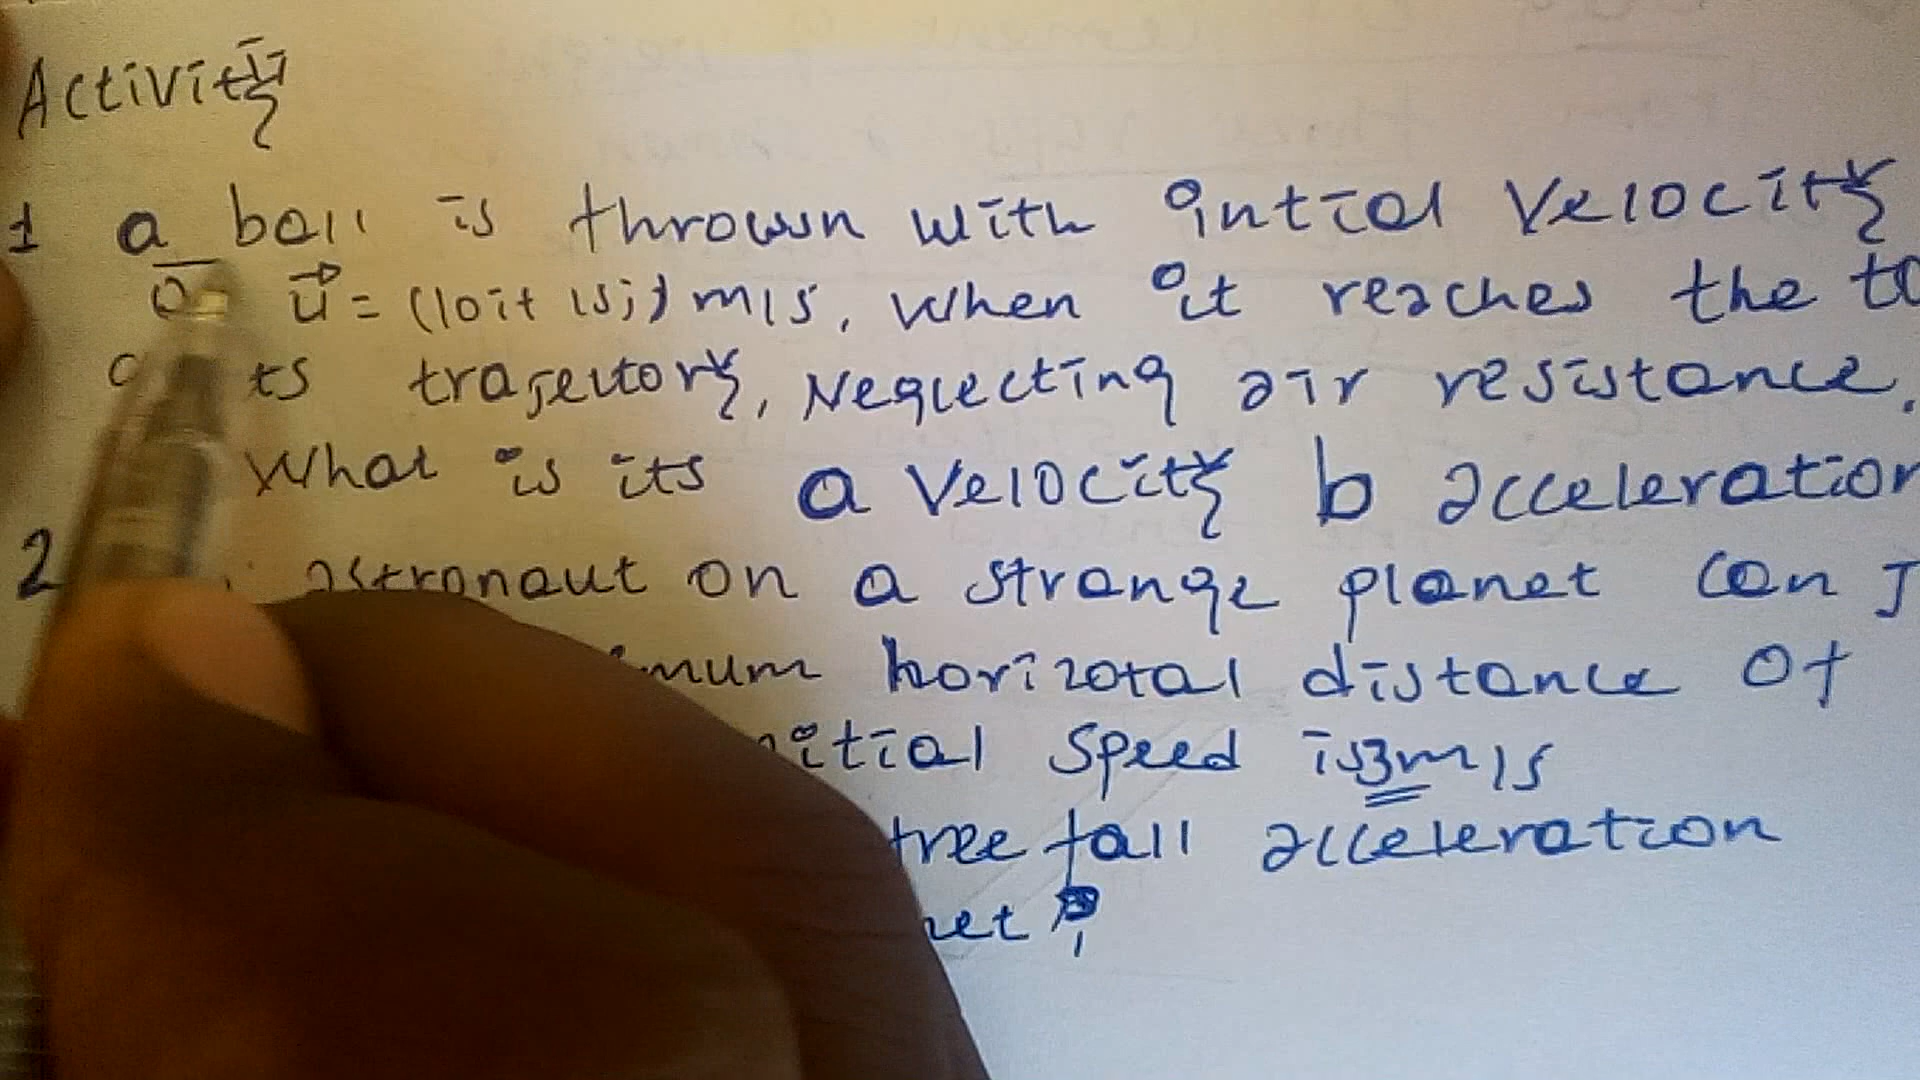 Activity
1 a ball is thrown with intial velocity
u = (10i+ 15j) m/s, when it reaches the to
ts trajectory, Neglecting air resistance.
What is its a velocity b acceleration
2 astronaut on a strange planet can J
mum horizotal distance of
nitial speed is 3m/s
free fall acceleration
net ?